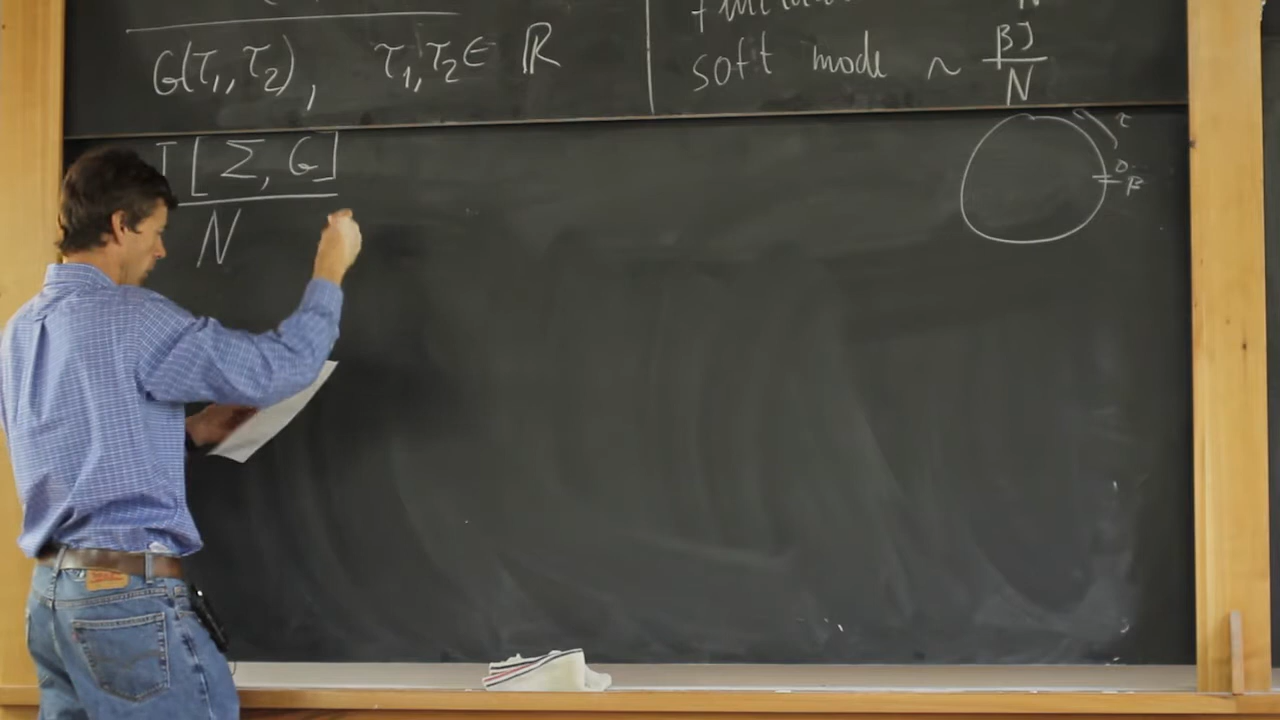 G(τ₁,τ₂), τ₁,τ₂∈ ℝ
soft mode ~ βJ/N
I[Σ, G]
N
τ
0
β